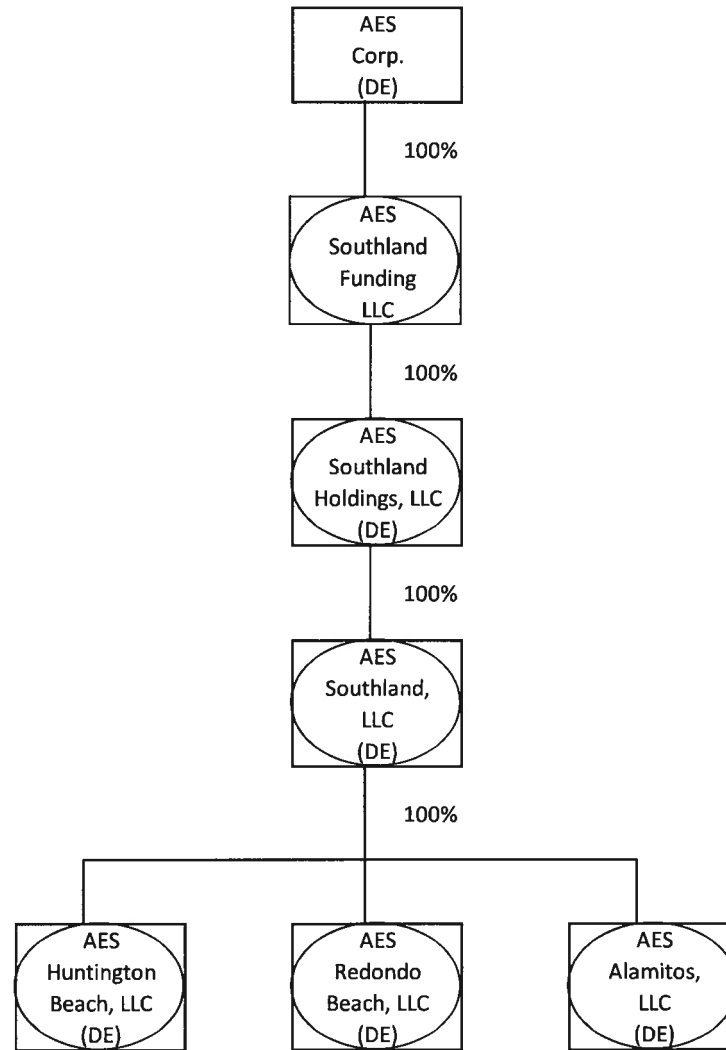 AES
Corp.
(DE)
100%
AES
Southland
Funding
LLC
100%
AES
Southland
Holdings, LLC
(DE)
100%
AES
Southland,
LLC
(DE)
100%
AES
Huntington
Beach, LLC
(DE)
AES
Redondo
Beach, LLC
(DE)
AES
Alamitos,
LLC
(DE)